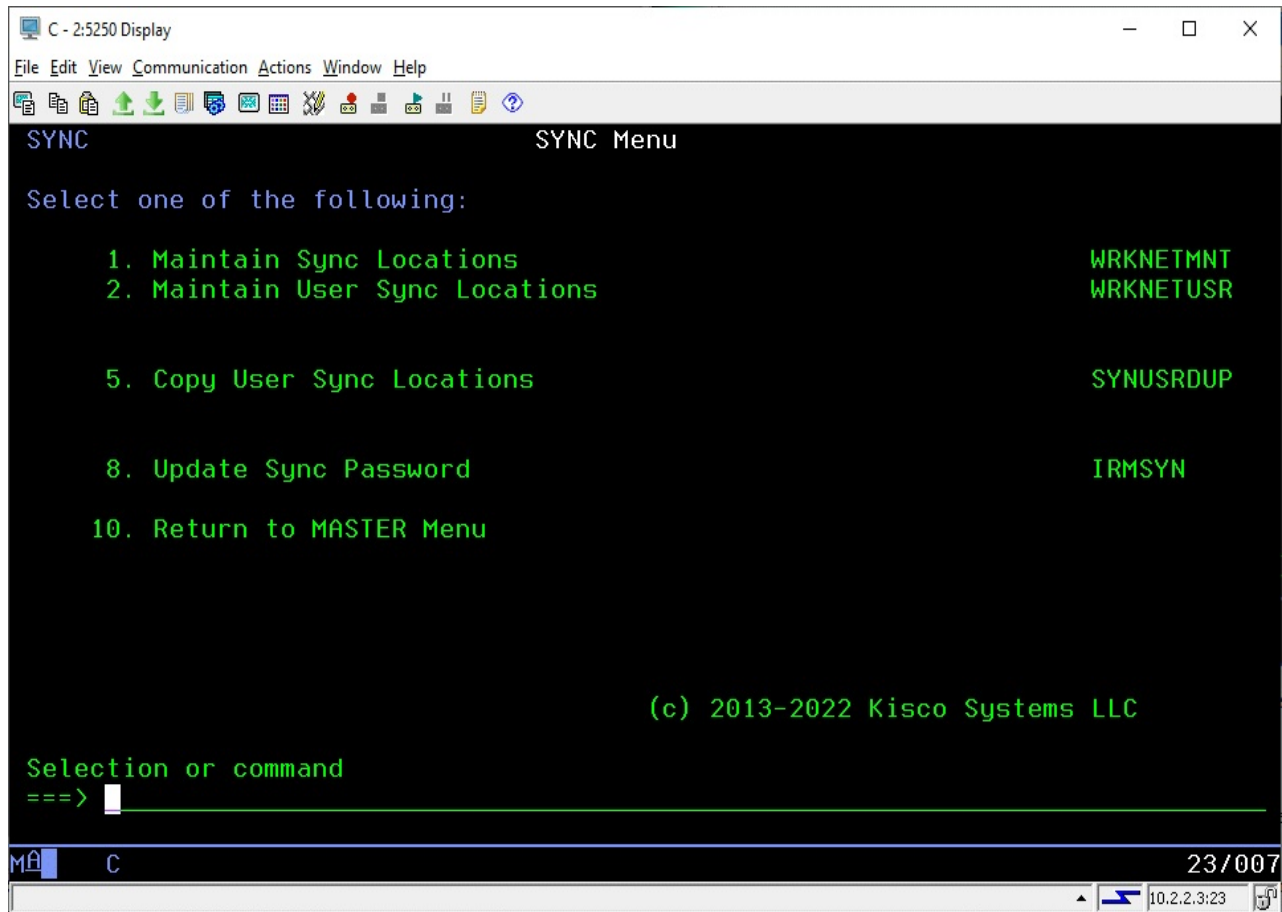 C - 2:5250 Display
File Edit View Communication Actions Window Help
SYNC SYNC Menu
Select one of the following:
1. Maintain Sync Locations WRKNETMNT
2. Maintain User Sync Locations WRKNETUSR
5. Copy User Sync Locations SYNUSRDUP
8. Update Sync Password IRMSYN
10. Return to MASTER Menu
(c) 2013-2022 Kisco Systems LLC
Selection or command
===>
MA C 23/007
10.2.2.3:23